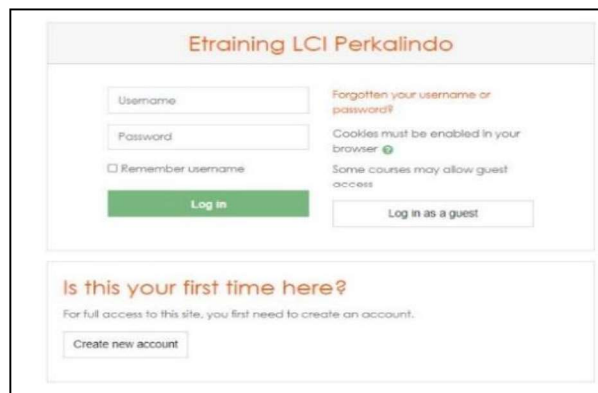 Etraining LCI Perkalindo
Username
Password
Remember username
Log in
Forgotten your username or
password?
Cookies must be enabled in your
browser
Some courses may allow guest
access
Log in as a guest
Is this your first time here?
For full access to this site, you first need to create an account.
Create new account